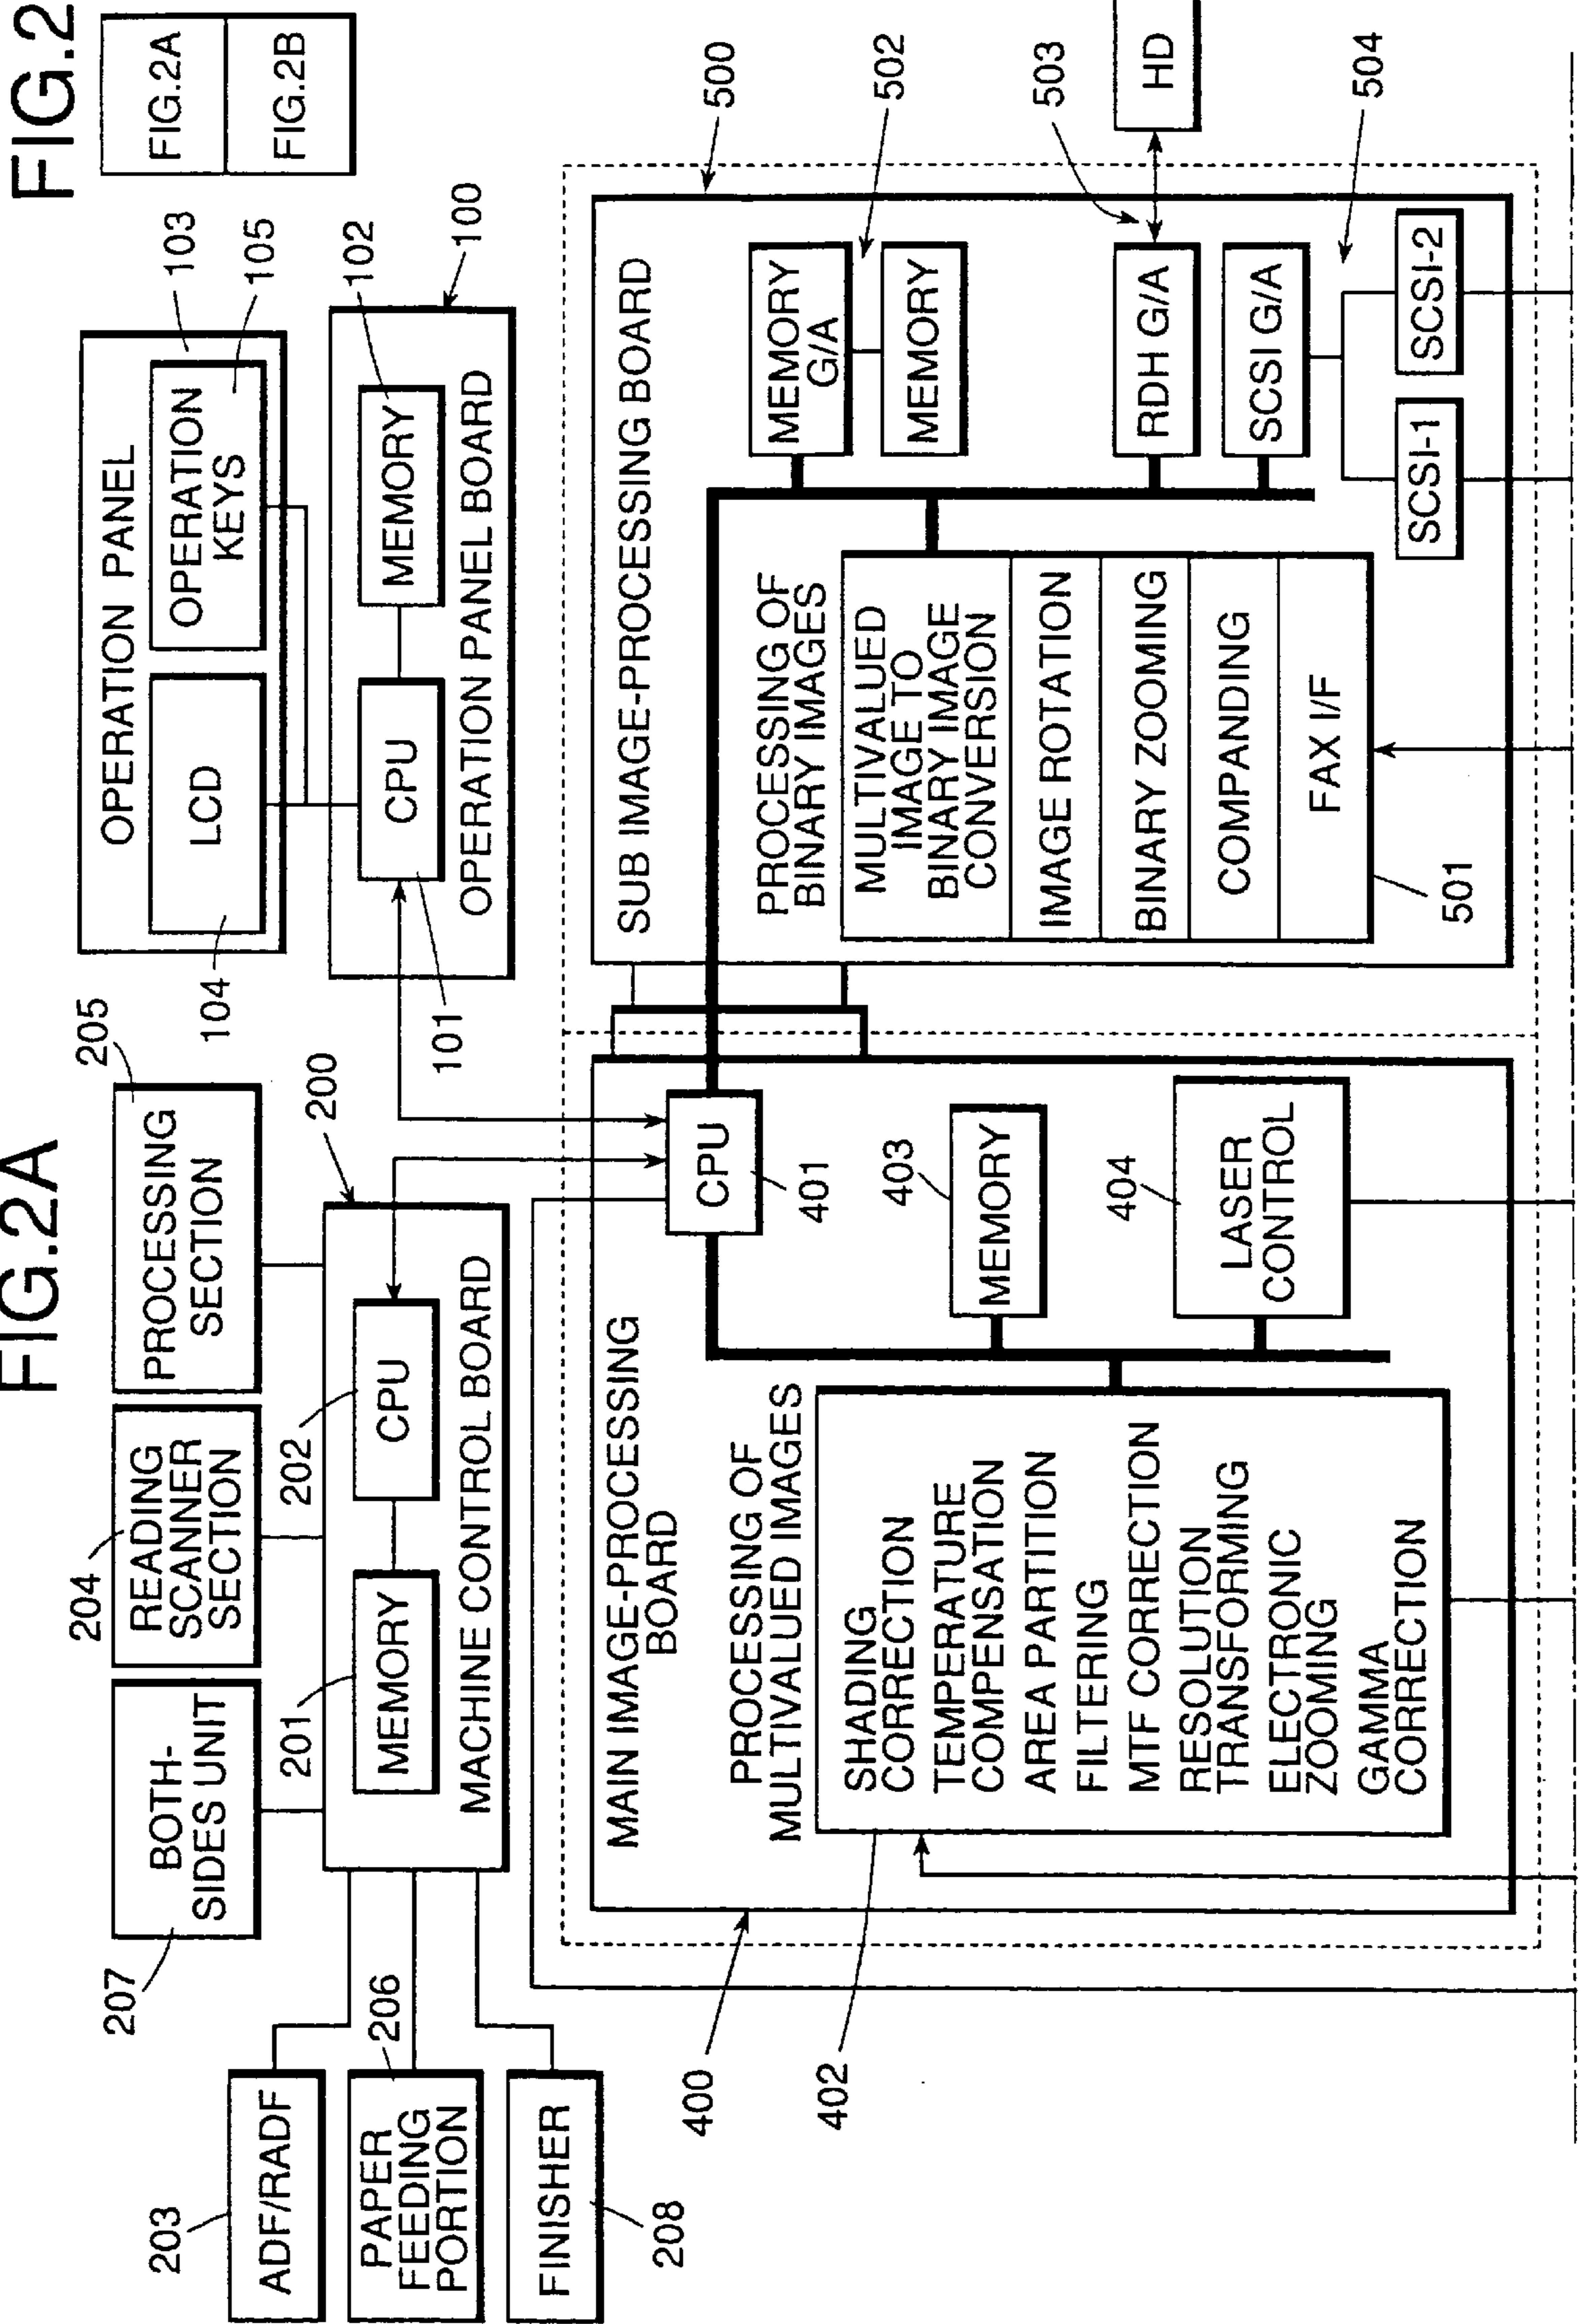 FIG.2
FIG.2A
FIG.2B
FIG.2A
203
ADF/RADF
206
PAPER
FEEDING
PORTION
FINISHER
208
207
BOTH-
SIDES UNIT
204
READING
SCANNER
SECTION
205
PROCESSING
SECTION
200
201
MEMORY
202
CPU
MACHINE CONTROL BOARD
OPERATION PANEL
103
104
LCD
OPERATION
KEYS
105
100
101
CPU
MEMORY
102
OPERATION PANEL BOARD
400
MAIN IMAGE-PROCESSING
BOARD
CPU
401
PROCESSING OF
MULTIVALUED IMAGES
402
SHADING
CORRECTION
TEMPERATURE
COMPENSATION
AREA PARTITION
FILTERING
MTF CORRECTION
RESOLUTION
TRANSFORMING
ELECTRONIC
ZOOMING
GAMMA
CORRECTION
403
MEMORY
404
LASER
CONTROL
500
SUB IMAGE-PROCESSING BOARD
PROCESSING OF
BINARY IMAGES
MULTIVALUED
IMAGE TO
BINARY IMAGE
CONVERSION
IMAGE ROTATION
BINARY ZOOMING
COMPANDING
FAX I/F
501
MEMORY
G/A
502
MEMORY
503
RDH G/A
HD
SCSI G/A
504
SCSI-1
SCSI-2